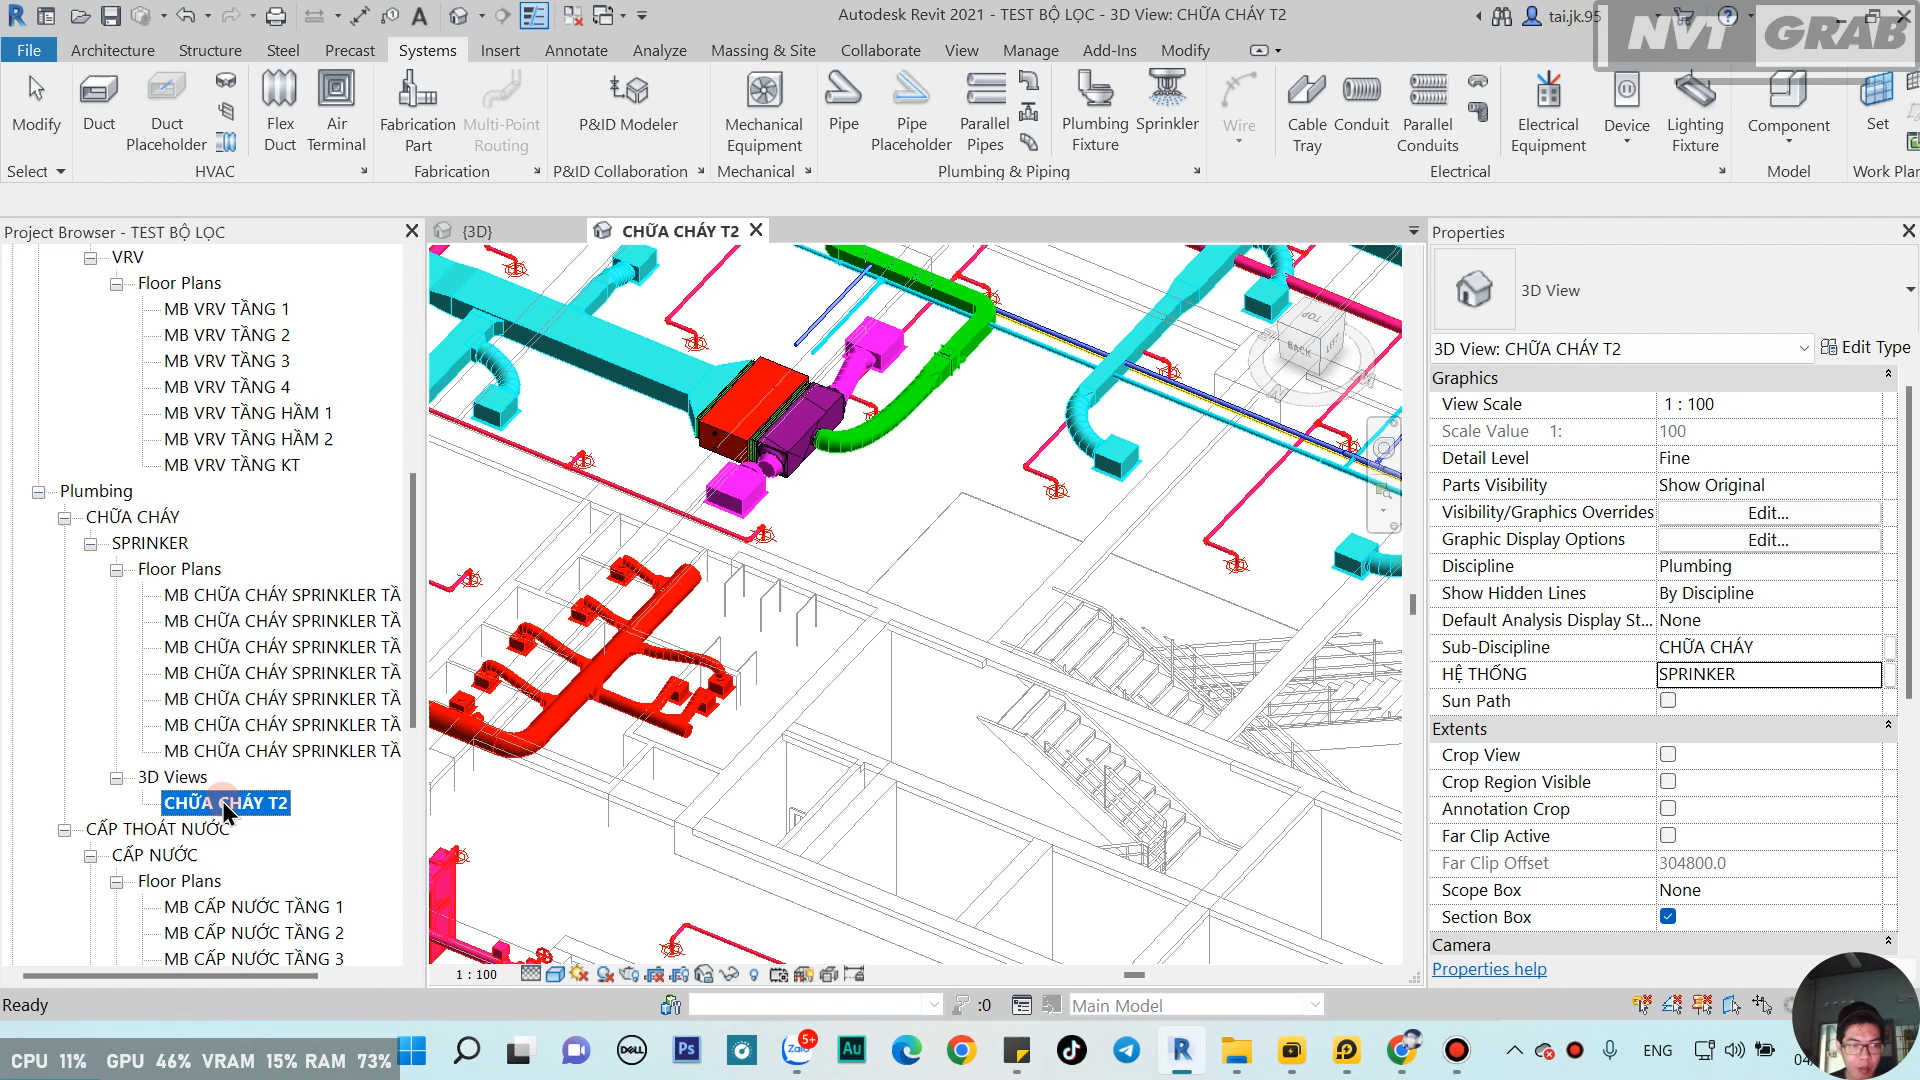 Autodesk Revit 2021 - TEST BỘ LỌC - 3D View: CHỮA CHÁY T2
tai.jk.95
NVT GRAB
File Architecture Structure Steel Precast Systems Insert Annotate Analyze Massing & Site Collaborate View Manage Add-Ins Modify
Modify
Duct
Duct Placeholder
Flex Duct
Air Terminal
Fabrication Part
Multi-Point Routing
P&ID Modeler
Mechanical Equipment
Pipe
Pipe Placeholder
Parallel Pipes
Plumbing Fixture
Sprinkler
Wire
Cable Tray
Conduit
Parallel Conduits
Electrical Equipment
Device
Lighting Fixture
Component
Set
Select HVAC Fabrication P&ID Collaboration Mechanical Plumbing & Piping Electrical Model Work Plan
Project Browser - TEST BỘ LỌC
VRV
Floor Plans
MB VRV TẦNG 1
MB VRV TẦNG 2
MB VRV TẦNG 3
MB VRV TẦNG 4
MB VRV TẦNG HẦM 1
MB VRV TẦNG HẦM 2
MB VRV TẦNG KT
Plumbing
CHỮA CHÁY
SPRINKER
Floor Plans
MB CHỮA CHÁY SPRINKLER TẦ
MB CHỮA CHÁY SPRINKLER TẦ
MB CHỮA CHÁY SPRINKLER TẦ
MB CHỮA CHÁY SPRINKLER TẦ
MB CHỮA CHÁY SPRINKLER TẦ
MB CHỮA CHÁY SPRINKLER TẦ
MB CHỮA CHÁY SPRINKLER TẦ
3D Views
CHỮA CHÁY T2
CẤP THOÁT NƯỚC
CẤP NƯỚC
Floor Plans
MB CẤP NƯỚC TẦNG 1
MB CẤP NƯỚC TẦNG 2
MB CẤP NƯỚC TẦNG 3
{3D}
CHỮA CHÁY T2
TOP
BACK
LEFT
N
1 : 100
Properties
3D View
3D View: CHỮA CHÁY T2
Edit Type
Graphics
View Scale 1 : 100
Scale Value 1: 100
Detail Level Fine
Parts Visibility Show Original
Visibility/Graphics Overrides Edit...
Graphic Display Options Edit...
Discipline Plumbing
Show Hidden Lines By Discipline
Default Analysis Display St... None
Sub-Discipline CHỮA CHÁY
HỆ THỐNG SPRINKER
Sun Path
Extents
Crop View
Crop Region Visible
Annotation Crop
Far Clip Active
Far Clip Offset 304800.0
Scope Box None
Section Box
Camera
Properties help
Ready
:0
Main Model
CPU 11% GPU 46% VRAM 15% RAM 73%
DELL
Ps
Zalo
5+
Au
R
ENG
04